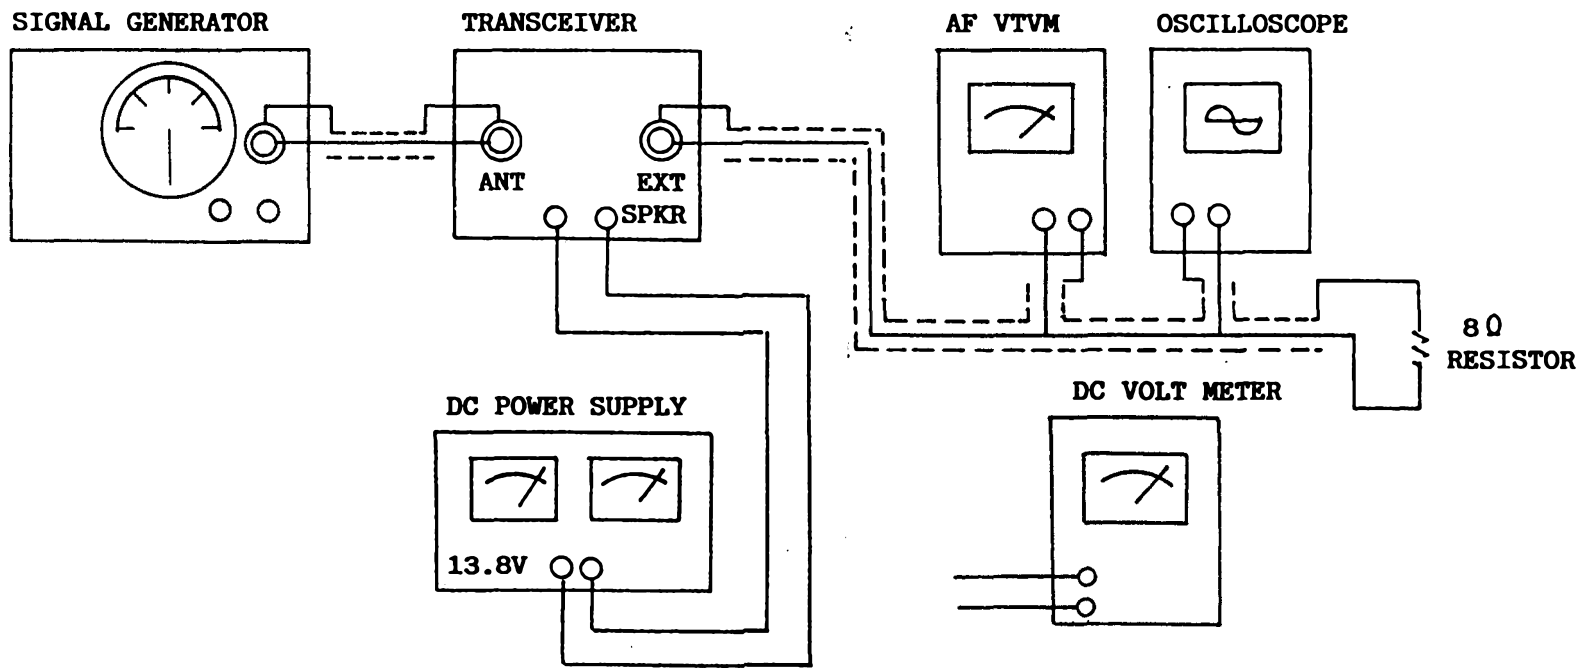 SIGNAL GENERATOR
TRANSCEIVER
AF VTVM
OSCILLOSCOPE
ANT
EXT
SPKR
8Ω
RESISTOR
DC POWER SUPPLY
DC VOLT METER
13.8V